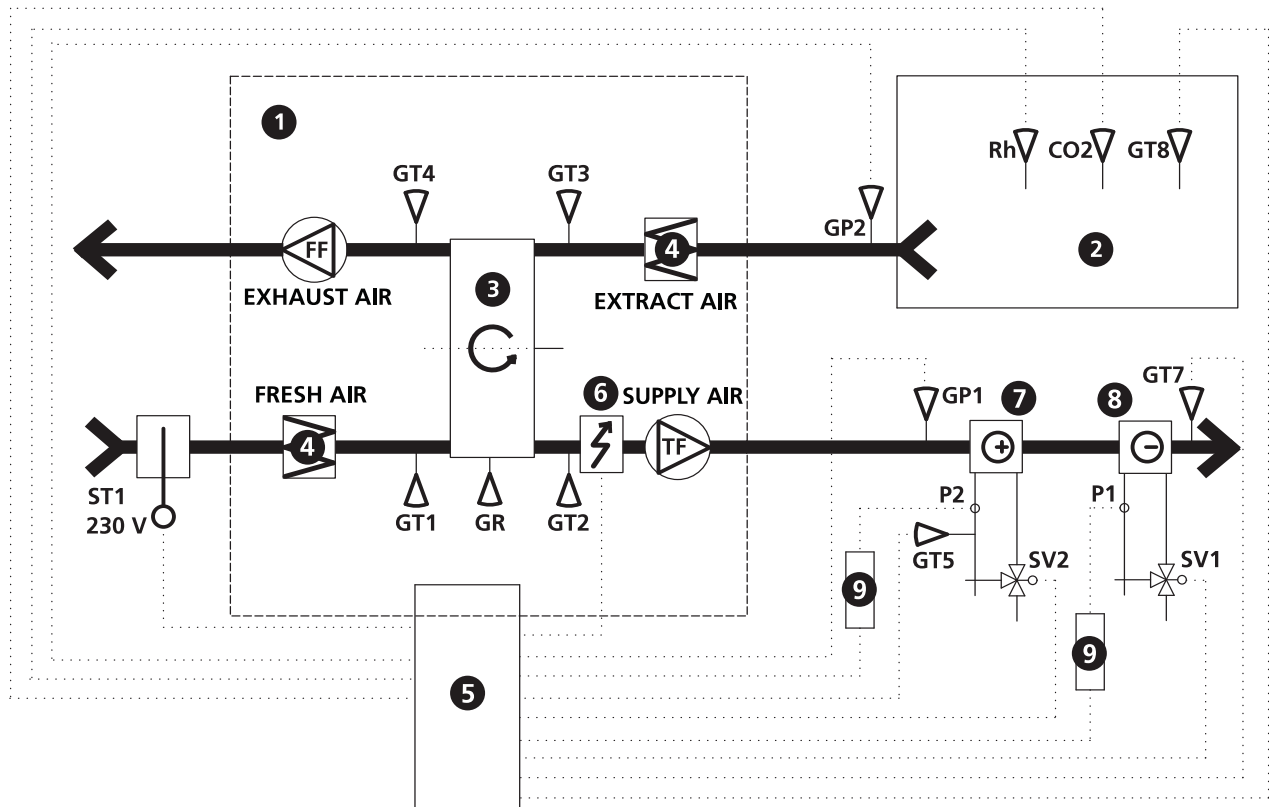 1
Rh CO2 GT8
GT4 GT3
GP2
FF 4 2
3
EXHAUST AIR EXTRACT AIR
GT7
FRESH AIR 6 SUPPLY AIR GP1 7 8
4 TF
ST1
230 V
GT1 GR GT2
P2 P1
GT5 SV2 SV1
9
9
5